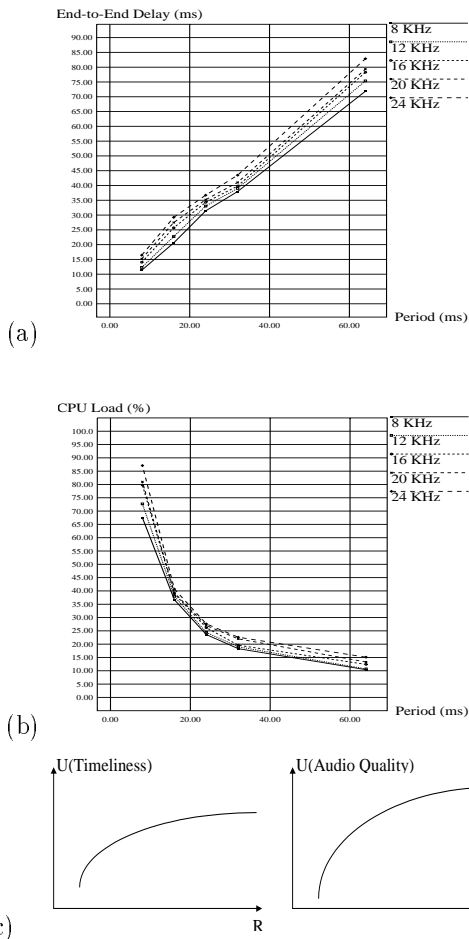 End-to-End Delay (ms)
8 KHz
12 KHz
16 KHz
20 KHz
24 KHz
90.00
85.00
80.00
75.00
70.00
65.00
60.00
55.00
50.00
45.00
40.00
35.00
30.00
25.00
20.00
15.00
10.00
5.00
0.00
0.00 20.00 40.00 60.00
Period (ms)
(a)
CPU Load (%)
8 KHz
12 KHz
16 KHz
20 KHz
24 KHz
100.0
95.00
90.00
85.00
80.00
75.00
70.00
65.00
60.00
55.00
50.00
45.00
40.00
35.00
30.00
25.00
20.00
15.00
10.00
5.00
0.00
0.00 20.00 40.00 60.00
Period (ms)
(b)
U(Timeliness)
U(Audio Quality)
R
c)